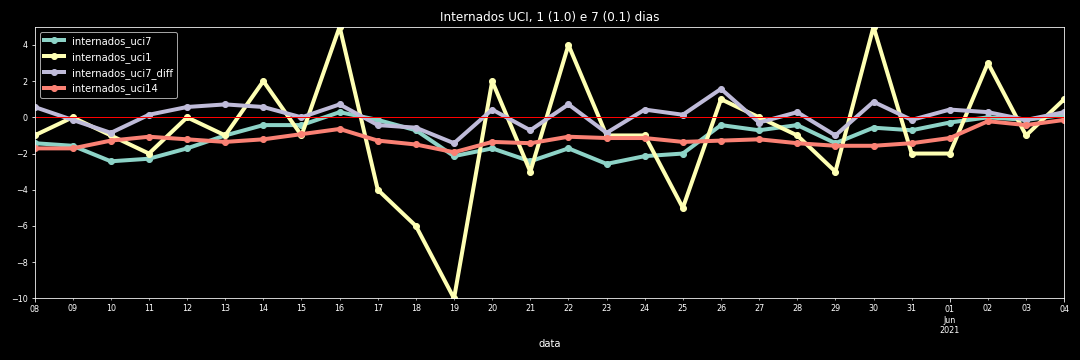 Internados UCI, 1 (1.0) e 7 (0.1) dias
internados_uci7
internados_uci1
internados_uci7_diff
internados_uci14
4
2
0
−2
−4
−6
−8
−10
08 09 10 11 12 13 14 15 16 17 18 19 20 21 22 23 24 25 26 27 28 29 30 31 01 02 03 04
Jun
2021
data